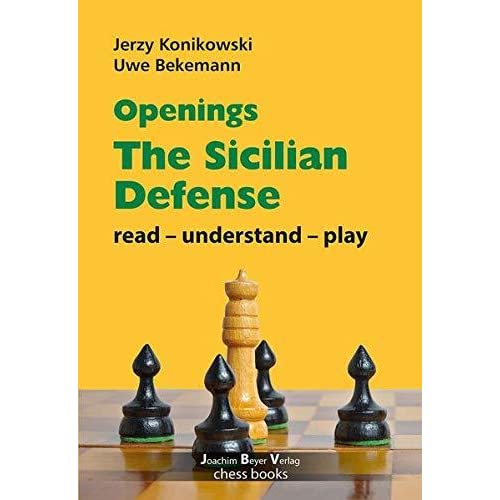 Jerzy Konikowski
Uwe Bekemann
Openings
The Sicilian
Defense
read – understand – play
Joachim Beyer Verlag
chess books